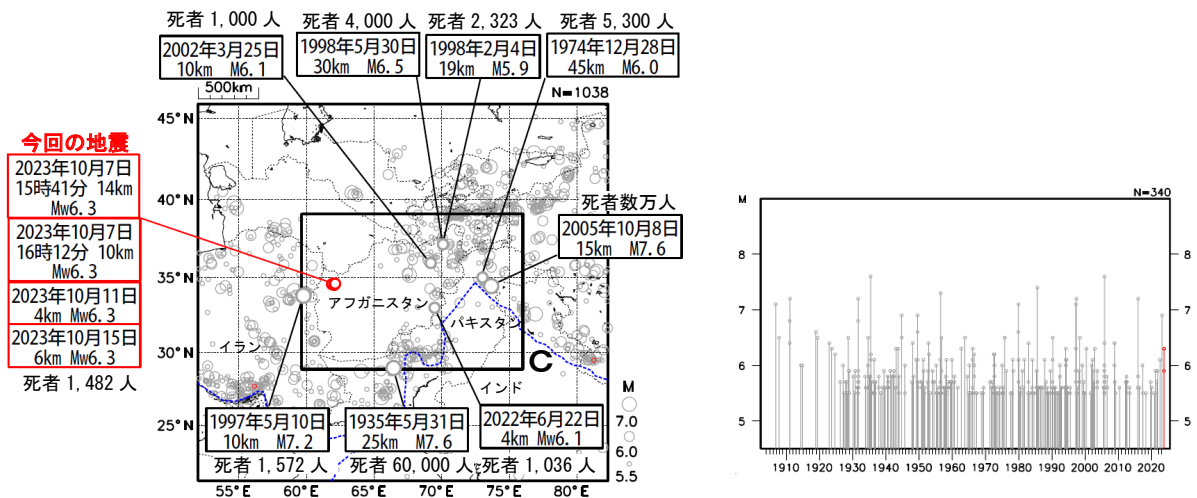 死者 1,000 人
死者 4,000 人
死者 2,323 人
死者 5,300 人
2002年3月25日
10km M6.1
1998年5月30日
30km M6.5
1998年2月4日
19km M5.9
1974年12月28日
45km M6.0
500km
N=1038
45°N
40°N
35°N
30°N
25°N
今回の地震
2023年10月7日
15時41分 14km
Mw6.3
2023年10月7日
16時12分 10km
Mw6.3
2023年10月11日
4km Mw6.3
2023年10月15日
6km Mw6.3
死者 1,482 人
死者数万人
2005年10月8日
15km M7.6
アフガニスタン
パキスタン
イラン
インド
C
M
7.0
6.0
5.5
1997年5月10日
10km M7.2
1935年5月31日
25km M7.6
2022年6月22日
4km Mw6.1
死者 1,572 人
死者 60,000 人
死者 1,036 人
55°E
60°E
65°E
70°E
75°E
80°E
N=340
M
8
7
6
5
8
7
6
5
1910
1920
1930
1940
1950
1960
1970
1980
1990
2000
2010
2020